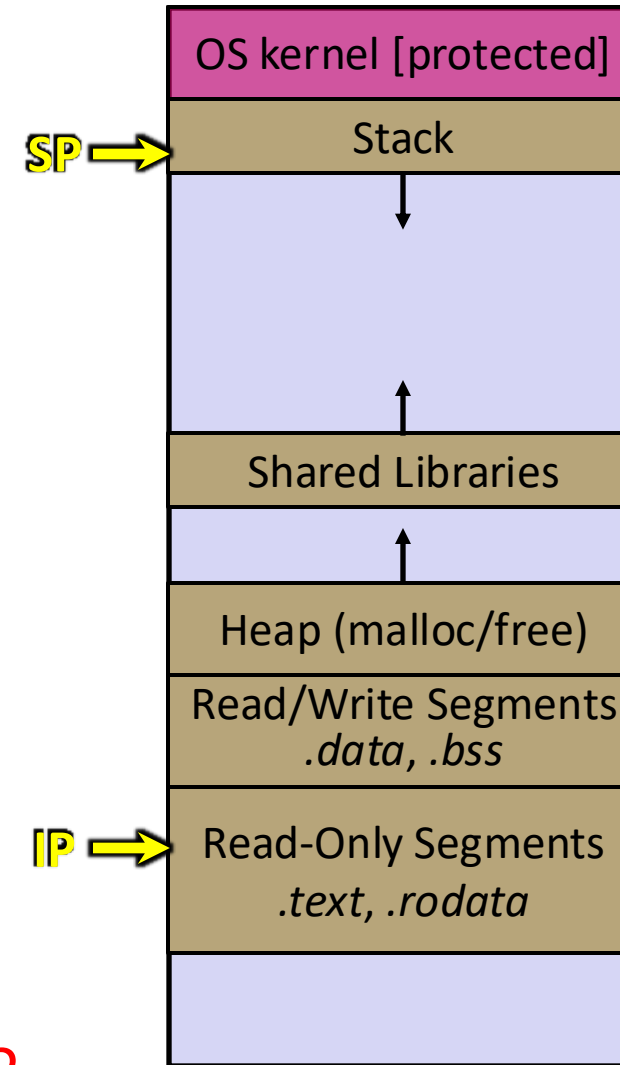 OS kernel [protected]
SP
Stack
Shared Libraries
Heap (malloc/free)
Read/Write Segments
.data, .bss
IP
Read-Only Segments
.text, .rodata